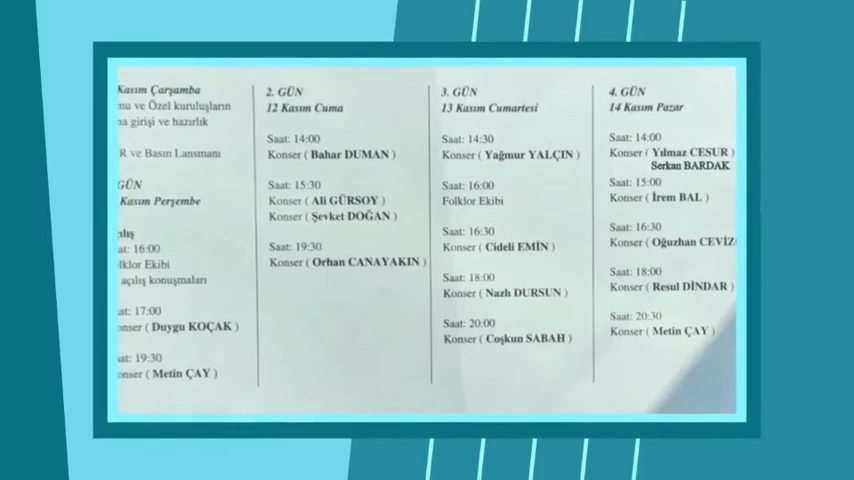 Kasım Çarşamba
mu ve Özel kuruluşların
na girişi ve hazırlık
R ve Basın Lansmanı
GÜN
Kasım Perşembe
ılış
at: 16:00
lklor Ekibi
açılış konuşmaları
at: 17:00
onser ( Duygu KOÇAK )
aat: 19:30
onser ( Metin ÇAY )
2. GÜN
12 Kasım Cuma
Saat: 14:00
Konser ( Bahar DUMAN )
Saat: 15:30
Konser ( Ali GÜRSOY )
Konser ( Şevket DOĞAN )
Saat: 19:30
Konser ( Orhan CANAYAKIN )
3. GÜN
13 Kasım Cumartesi
Saat: 14:30
Konser ( Yağmur YALÇIN )
Saat: 16:00
Folklor Ekibi
Saat: 16:30
Konser ( Cideli EMİN )
Saat: 18:00
Konser ( Nazlı DURSUN )
Saat: 20:00
Konser ( Coşkun SABAH )
4. GÜN
14 Kasım Pazar
Saat: 14:00
Konser ( Yılmaz CESUR )
Serkan BARDAK
Saat: 15:00
Konser ( İrem BAL )
Saat: 16:30
Konser ( Oğuzhan CEVİZ
Saat: 18:00
Konser ( Resul DİNDAR )
Saat: 20:30
Konser ( Metin ÇAY )